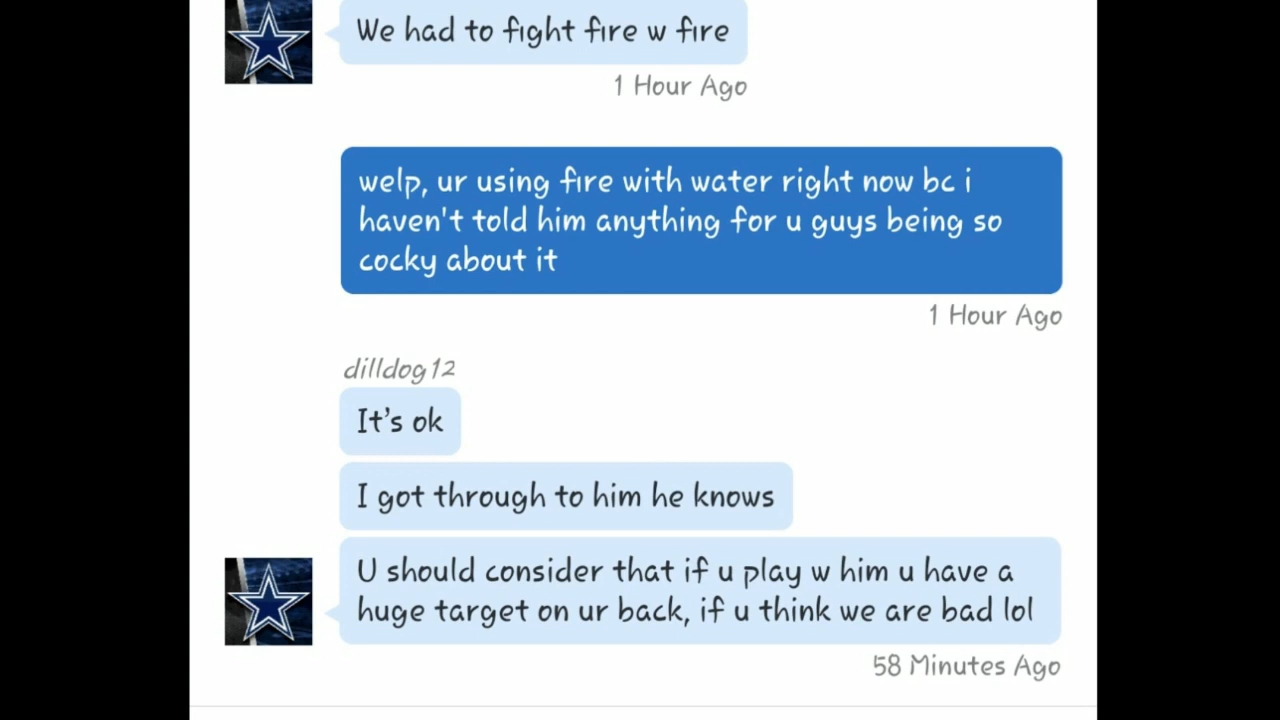 We had to fight fire w fire
1 Hour Ago
welp, ur using fire with water right now bc i
haven't told him anything for u guys being so
cocky about it
1 Hour Ago
dilldog12
It's ok
I got through to him he knows
U should consider that if u play w him u have a
huge target on ur back, if u think we are bad lol
58 Minutes Ago